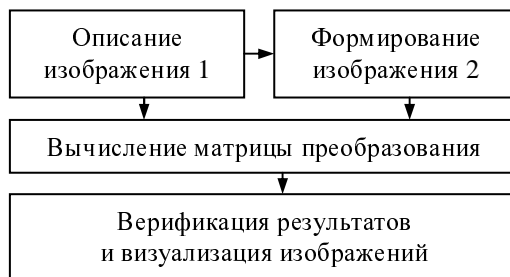 Описание
изображения 1
Формирование
изображения 2
Вычисление матрицы преобразования
Верификация результатов
и визуализация изображений